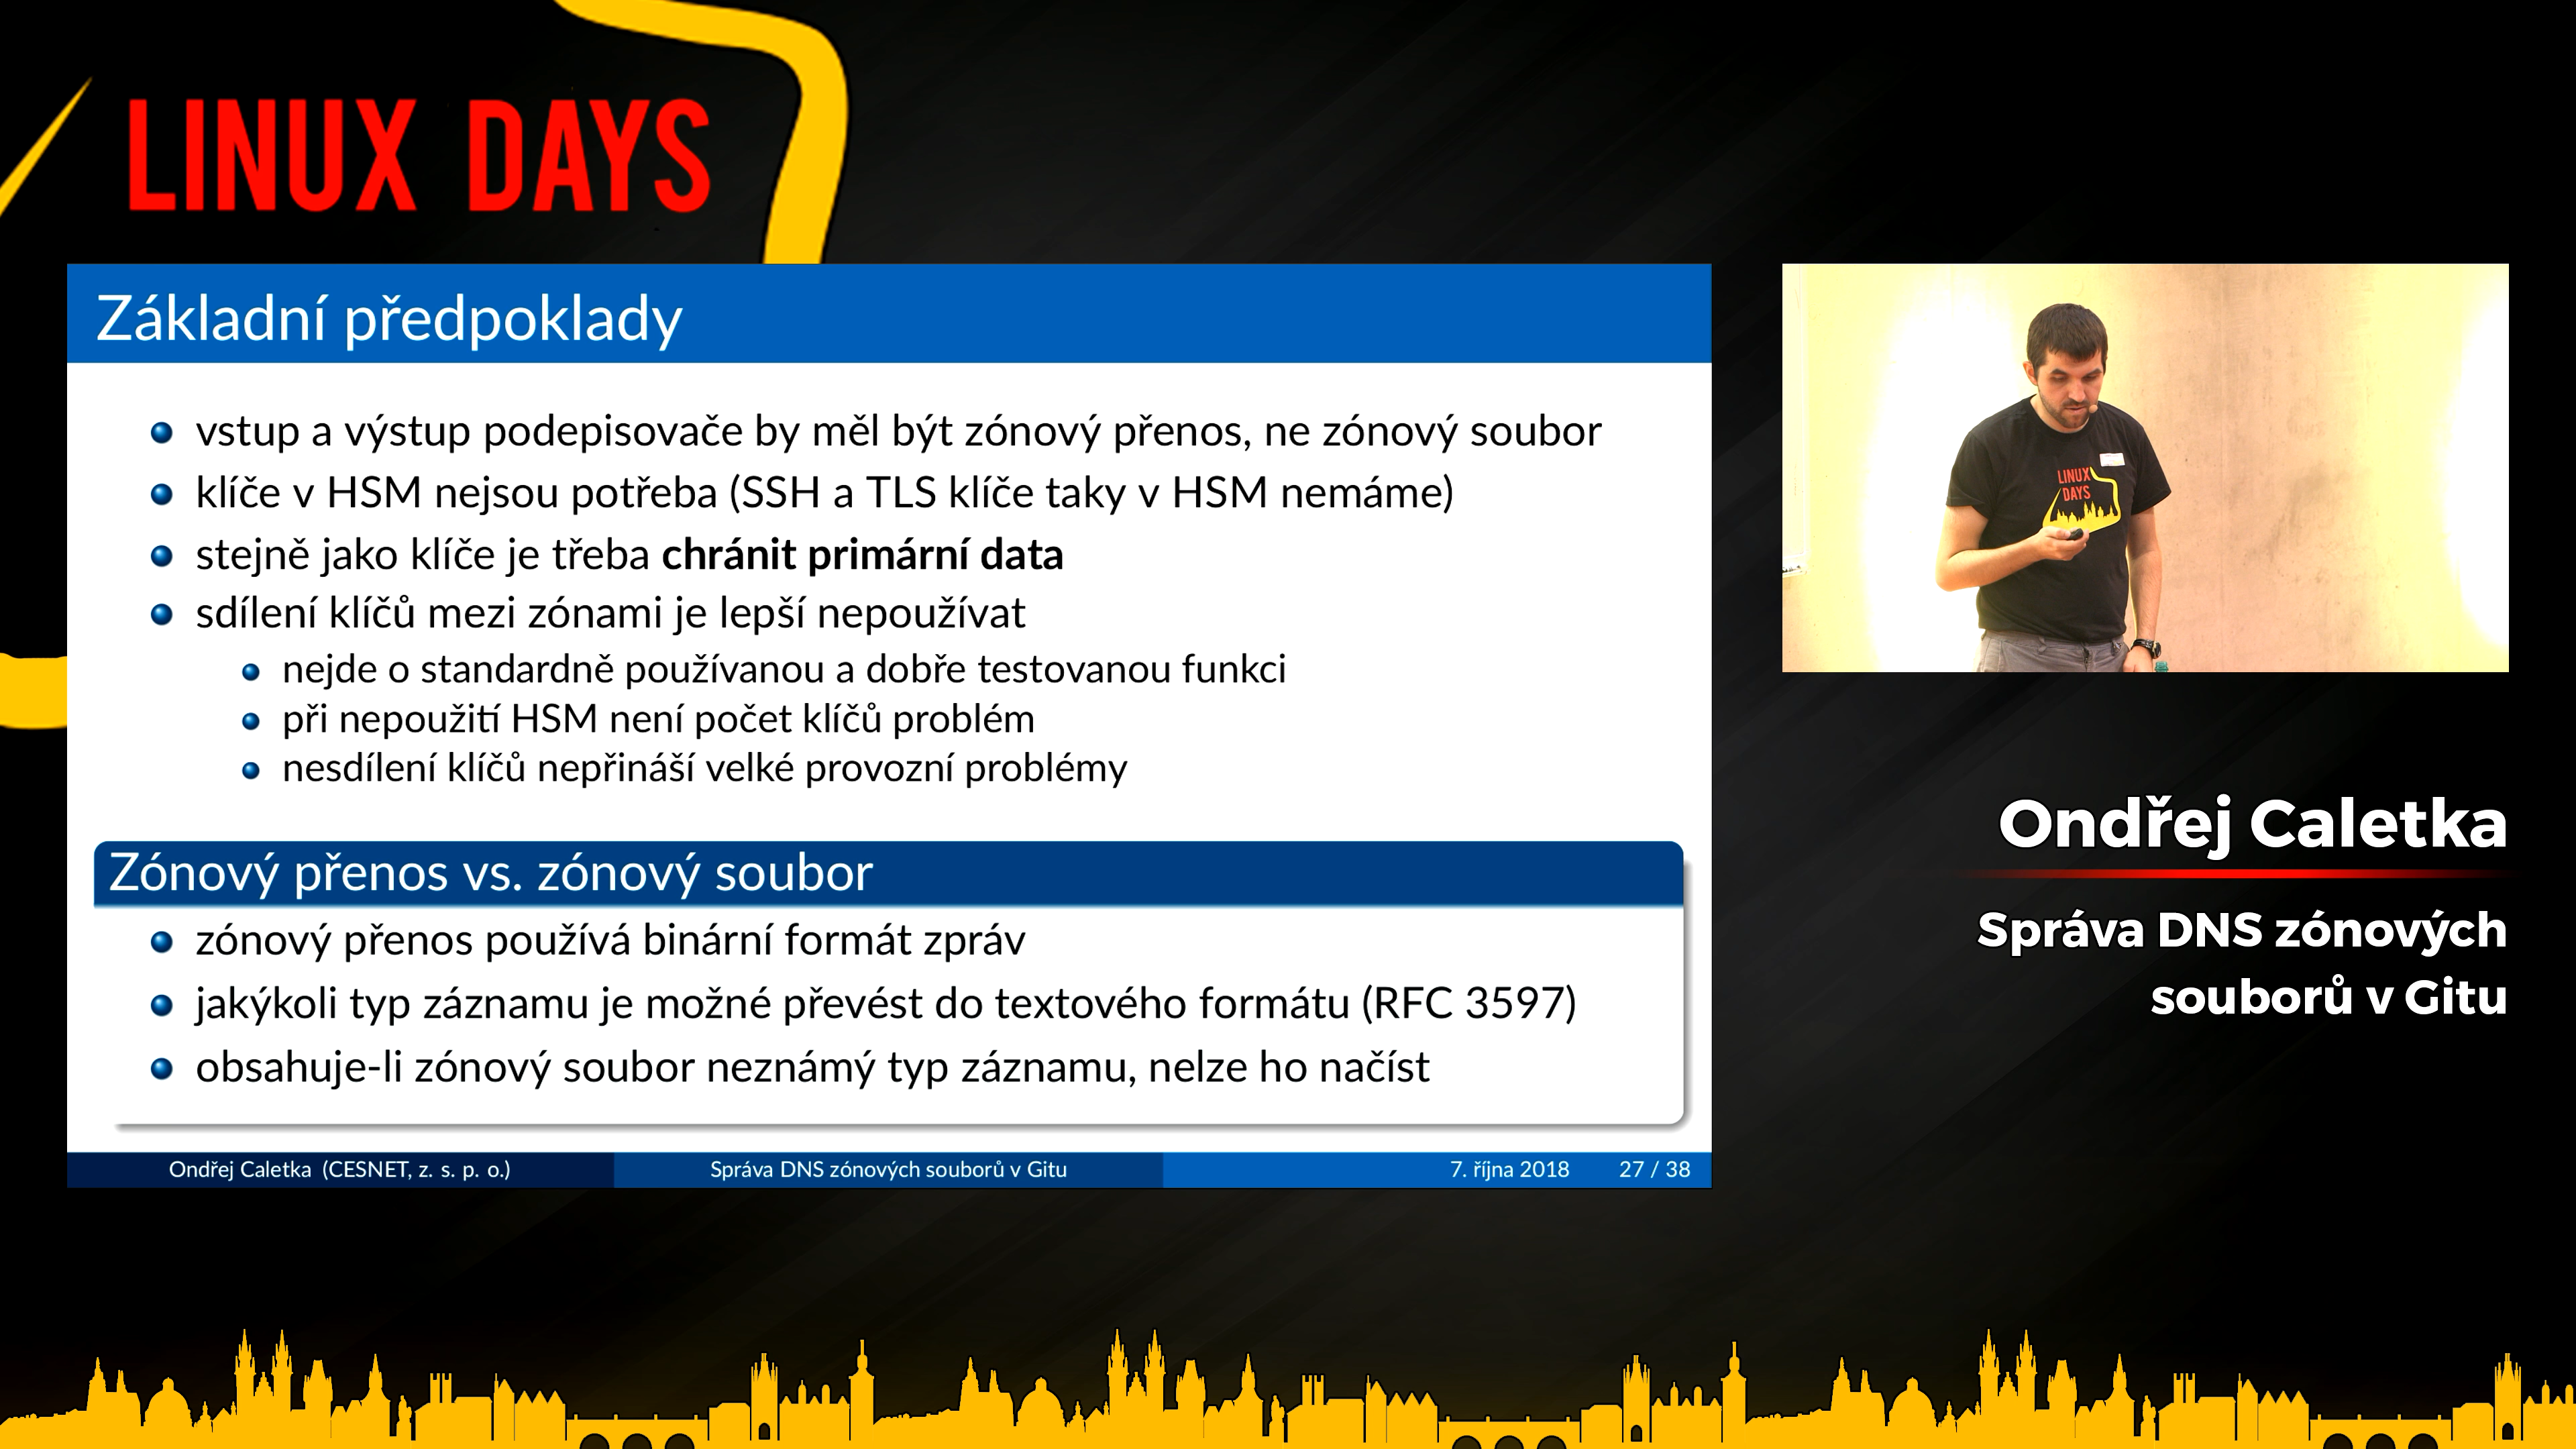 LINUX DAYS
Základní předpoklady
vstup a výstup podepisovače by měl být zónový přenos, ne zónový soubor
klíče v HSM nejsou potřeba (SSH a TLS klíče taky v HSM nemáme)
stejně jako klíče je třeba chránit primární data
sdílení klíčů mezi zónami je lepší nepoužívat
nejde o standardně používanou a dobře testovanou funkci
při nepoužití HSM není počet klíčů problém
nesdílení klíčů nepřináší velké provozní problémy
Zónový přenos vs. zónový soubor
zónový přenos používá binární formát zpráv
jakýkoli typ záznamu je možné převést do textového formátu (RFC 3597)
obsahuje-li zónový soubor neznámý typ záznamu, nelze ho načíst
Ondřej Caletka (CESNET, z. s. p. o.)
Správa DNS zónových souborů v Gitu
7. října 2018
27 / 38
LINUX
DAYS
Ondřej Caletka
Správa DNS zónových
souborů v Gitu